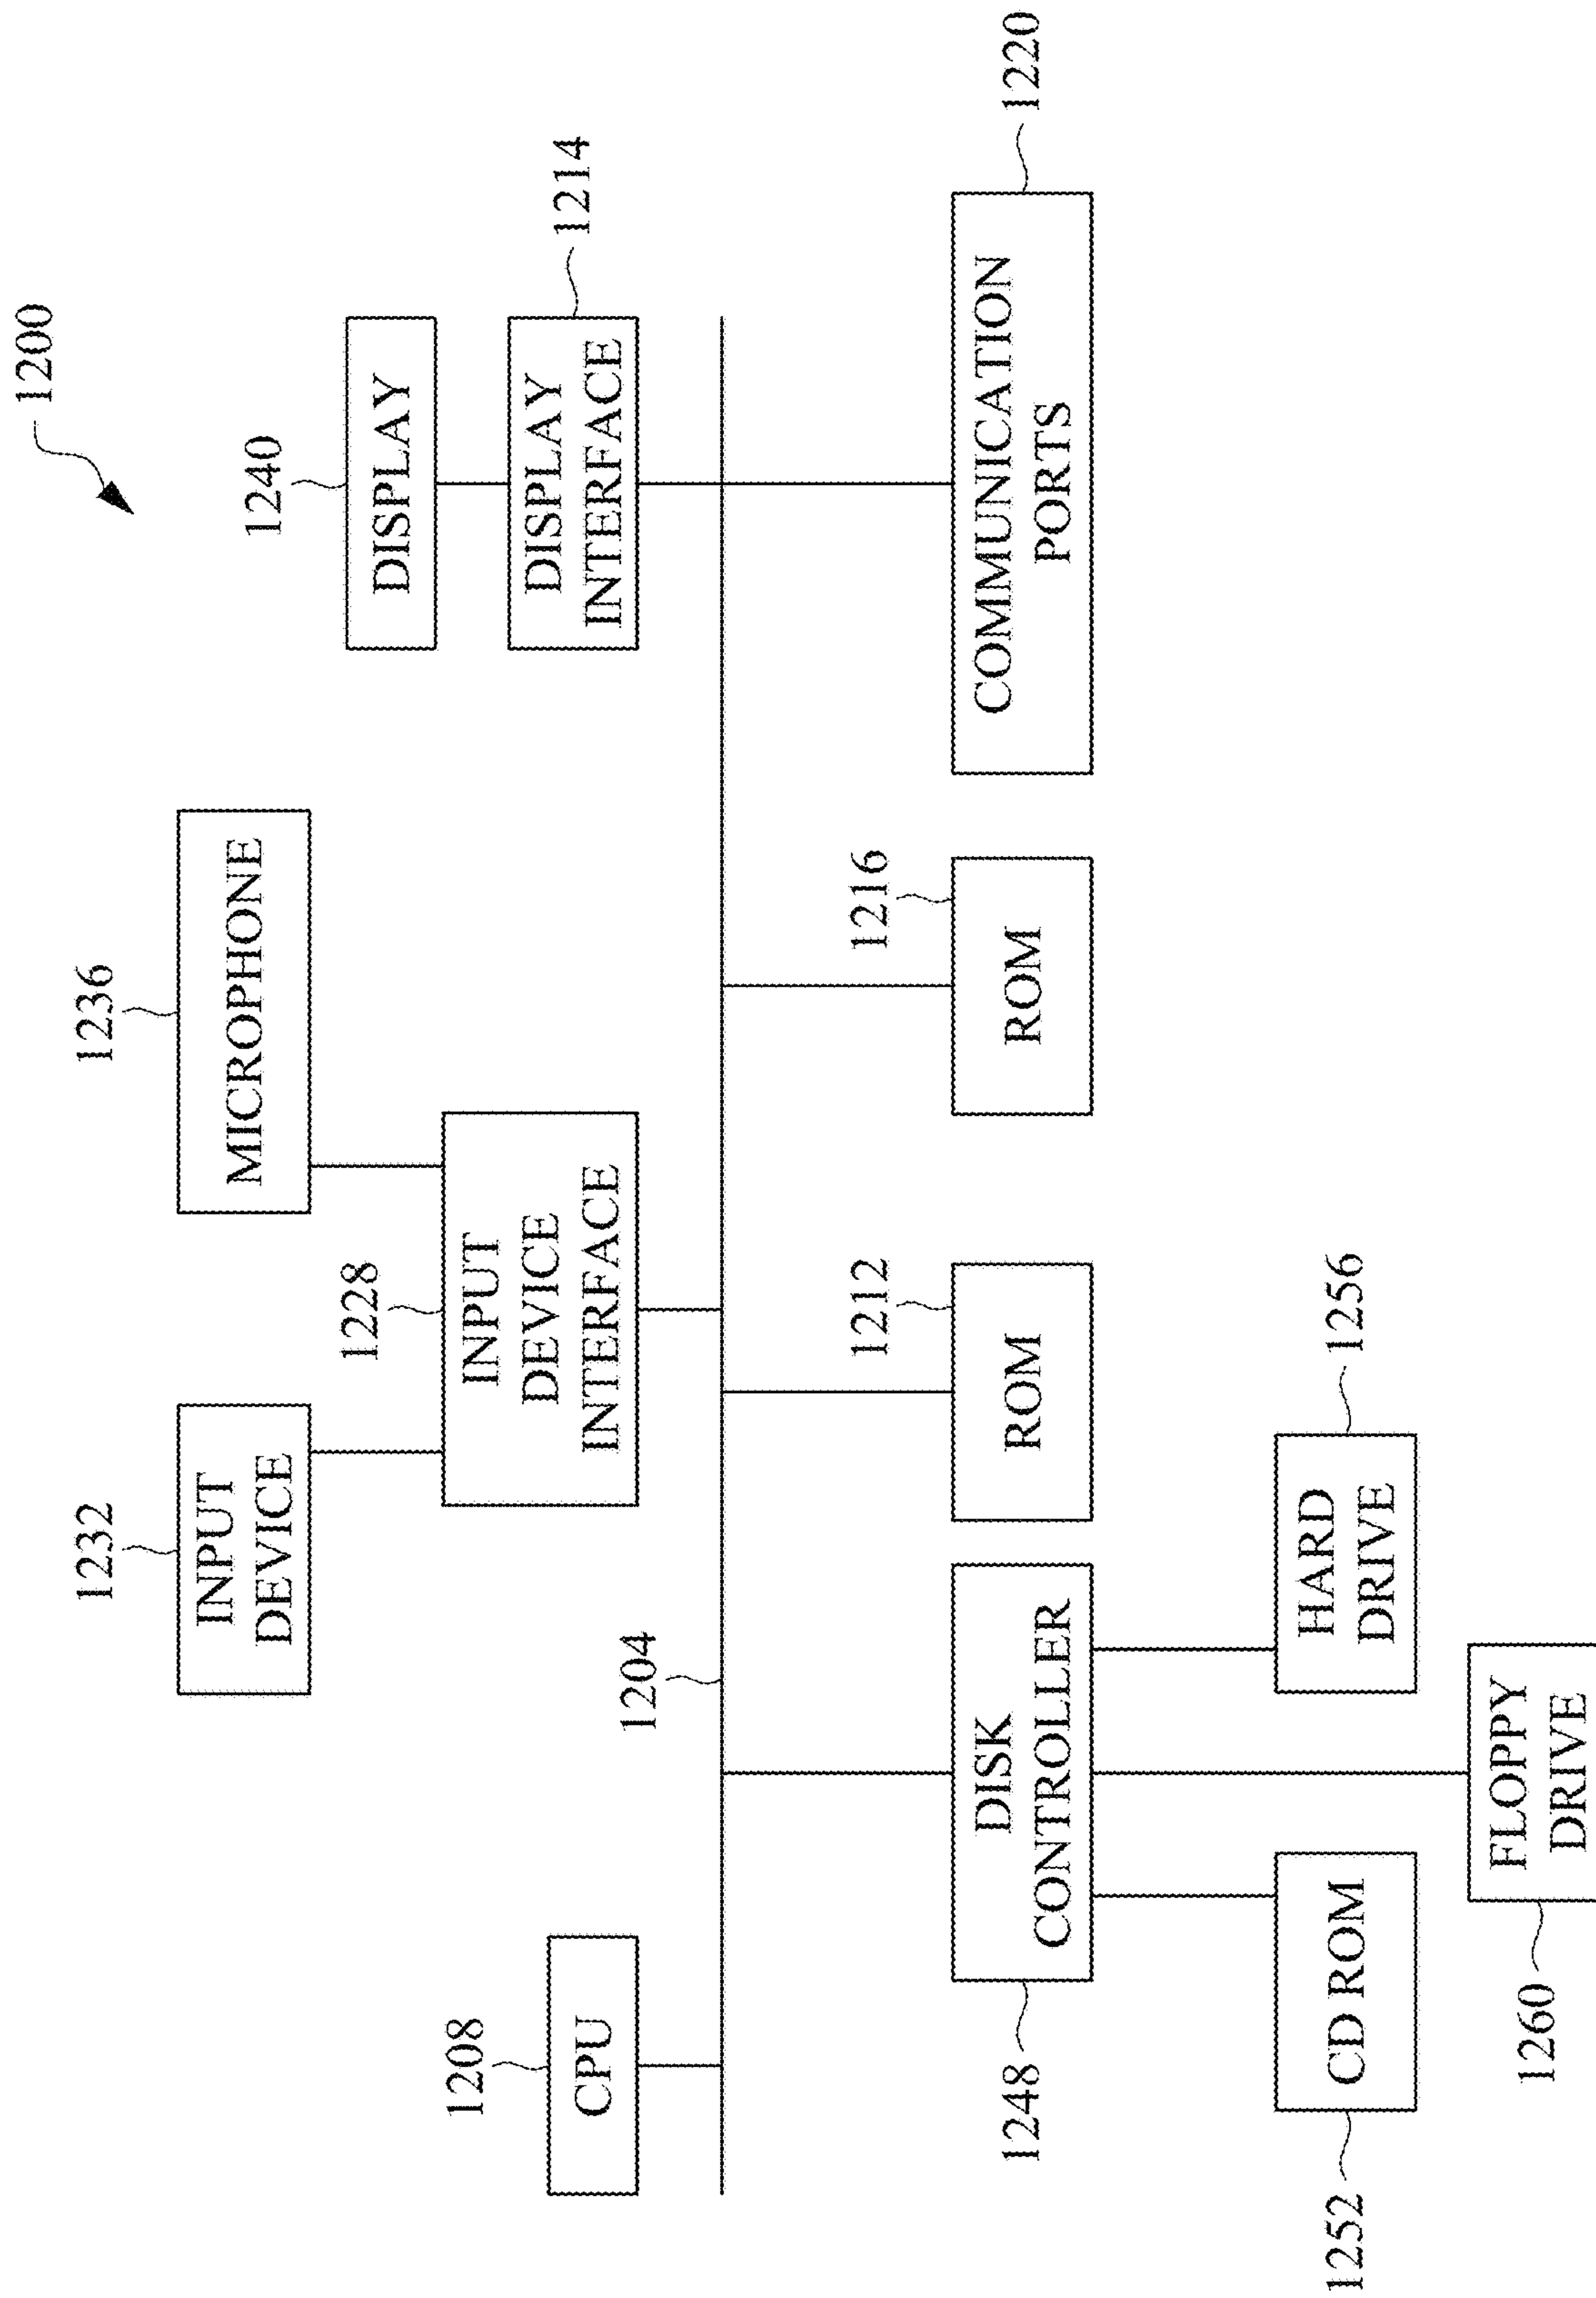 1200
1236
MICROPHONE
1240
DISPLAY
1232
INPUT
DEVICE
1228
INPUT
DEVICE
INTERFACE
DISPLAY
INTERFACE
1214
1208
CPU
1204
1248
DISK
CONTROLLER
1212
ROM
1216
ROM
COMMUNICATION
PORTS
1220
1252
CD ROM
HARD
DRIVE
1256
1260
FLOPPY
DRIVE